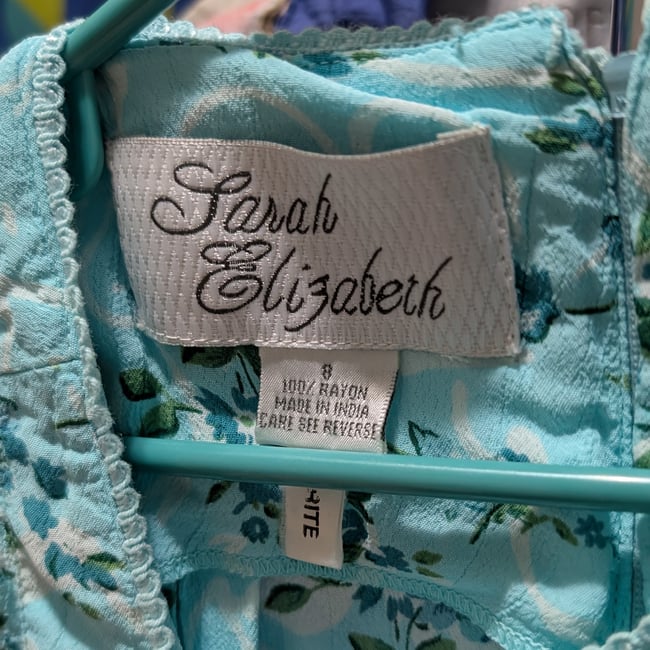 Sarah
Elizabeth
8
100% RAYON
MADE IN INDIA
CARE SEE REVERSE